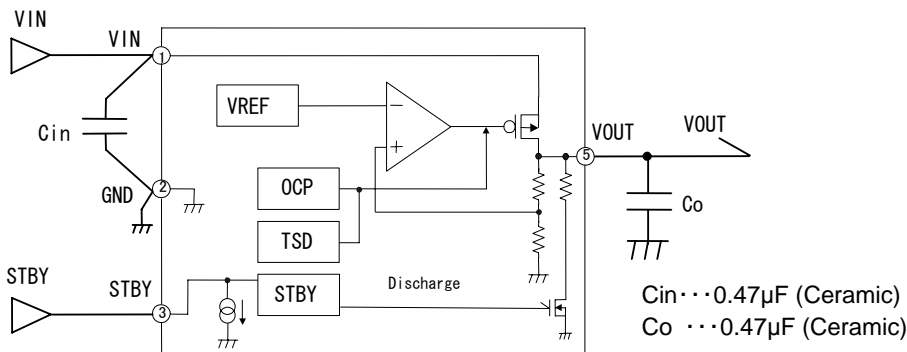 VIN
VIN
1
VREF
−
+
Cin
VOUT
5
VOUT
GND
2
OCP
Co
TSD
STBY
STBY
3
STBY
Discharge
Cin･･･0.47µF (Ceramic)
Co ･･･0.47µF (Ceramic)